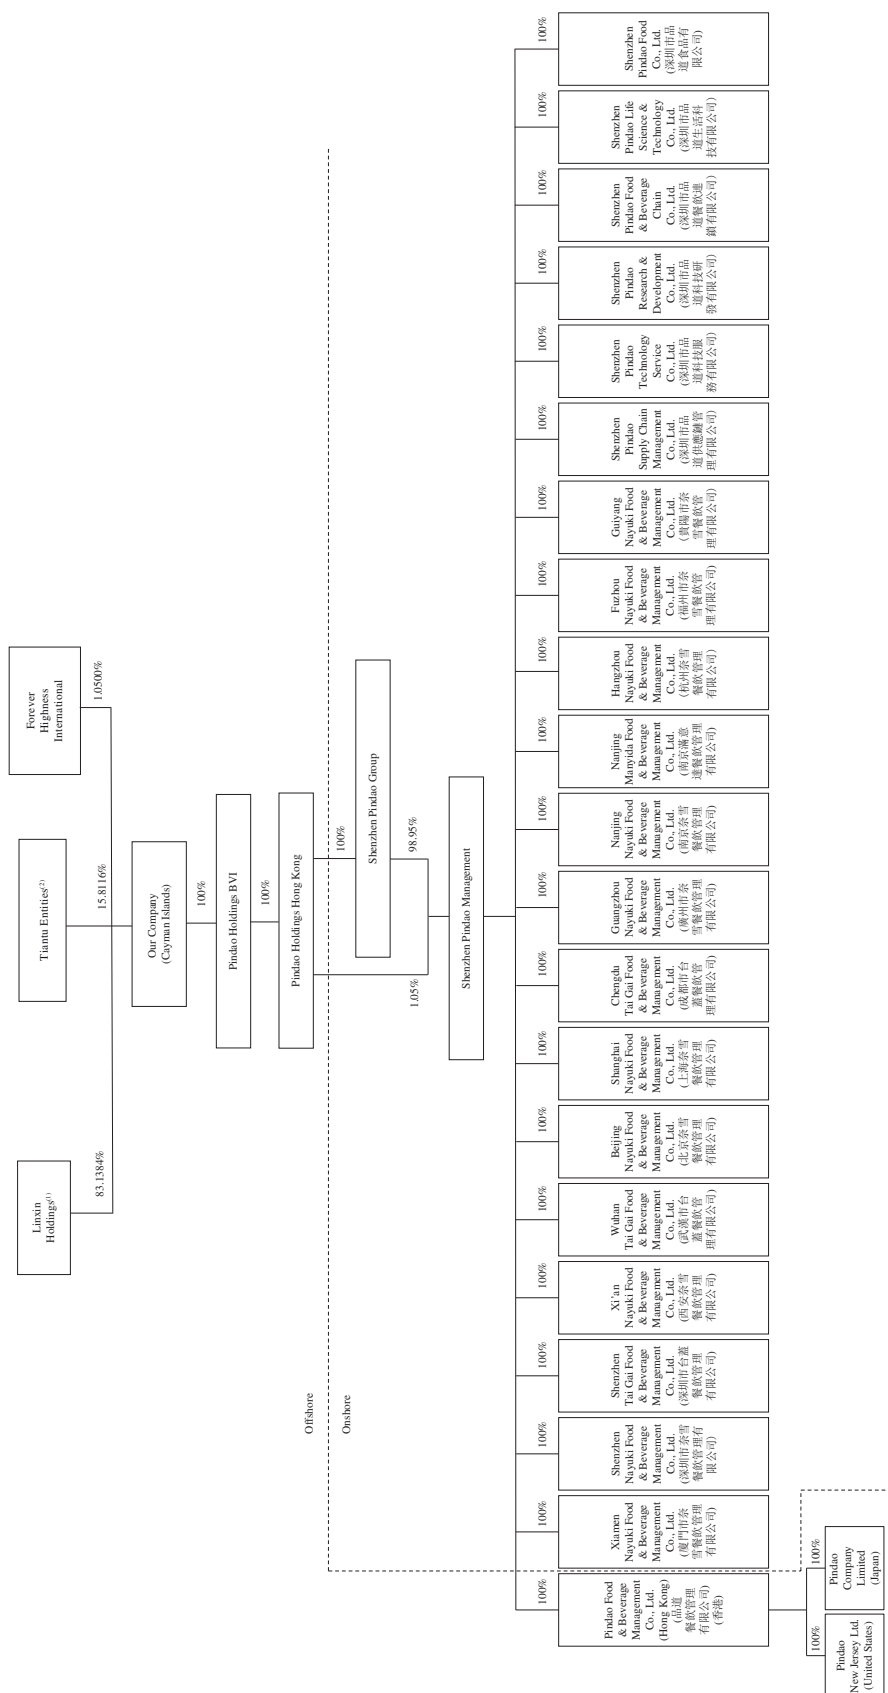 Linxin
Holdings(1)
83.1384%
Tiantu Entities(2)
15.8116%
Forever
Highness
International
1.0500%
Our Company
(Cayman Islands)
100%
Pindao Holdings BVI
100%
Pindao Holdings Hong Kong
Offshore
Onshore
100%
Shenzhen Pindao Group
1.05%
98.95%
Shenzhen Pindao Management
100%
Pindao Food
& Beverage
Management
Co., Ltd.
(Hong Kong)
(品道
餐飲管理
有限公司)
(香港)
100%
Xiamen
Nayuki Food
& Beverage
Management
Co., Ltd.
(廈門市奈
雪餐飲管理
有限公司)
100%
Shenzhen
Nayuki Food
& Beverage
Management
Co., Ltd.
(深圳市奈雪
餐飲管理有
限公司)
100%
Shenzhen
Tai Gai Food
& Beverage
Management
Co., Ltd.
(深圳市台蓋
餐飲管理
有限公司)
100%
Xi'an
Nayuki Food
& Beverage
Management
Co., Ltd.
(西安奈雪
餐飲管理
有限公司)
100%
Wuhan
Tai Gai Food
& Beverage
Management
Co., Ltd.
(武漢市台
蓋餐飲管
理有限公司)
100%
Beijing
Nayuki Food
& Beverage
Management
Co., Ltd.
(北京奈雪
餐飲管理
有限公司)
100%
Shanghai
Nayuki Food
& Beverage
Management
Co., Ltd.
(上海奈雪
餐飲管理
有限公司)
100%
Chengdu
Tai Gai Food
& Beverage
Management
Co., Ltd.
(成都市台
蓋餐飲管
理有限公司)
100%
Guangzhou
Nayuki Food
& Beverage
Management
Co., Ltd.
(廣州市奈
雪餐飲管理
有限公司)
100%
Nanjing
Nayuki Food
& Beverage
Management
Co., Ltd.
(南京奈雪
餐飲管理
有限公司)
100%
Nanjing
Manyida Food
& Beverage
Management
Co., Ltd.
(南京滿意
達餐飲管理
有限公司)
100%
Hangzhou
Nayuki Food
& Beverage
Management
Co., Ltd.
(杭州奈雪
餐飲管理
有限公司)
100%
Fuzhou
Nayuki Food
& Beverage
Management
Co., Ltd.
(福州市奈
雪餐飲管
理有限公司)
100%
Guiyang
Nayuki Food
& Beverage
Management
Co., Ltd.
(貴陽市奈
雪餐飲管
理有限公司)
100%
Shenzhen
Pindao
Supply Chain
Management
Co., Ltd.
(深圳市品
道供應鏈管
理有限公司)
100%
Shenzhen
Pindao
Technology
Service
Co., Ltd.
(深圳市品
道科技服
務有限公司)
100%
Shenzhen
Pindao
Research &
Development
Co., Ltd.
(深圳市品
道科技研
發有限公司)
100%
Shenzhen
Pindao Food
& Beverage
Chain
Co., Ltd.
(深圳市品
道餐飲連
鎖有限公司)
100%
Shenzhen
Pindao Life
Science &
Technology
Co., Ltd.
(深圳市品
道生活科
技有限公司)
100%
Shenzhen
Pindao Food
Co., Ltd.
(深圳市品
道食品有
限公司)
100%
Pindao
New Jersey Ltd.
(United States)
100%
Pindao
Company
Limited
(Japan)